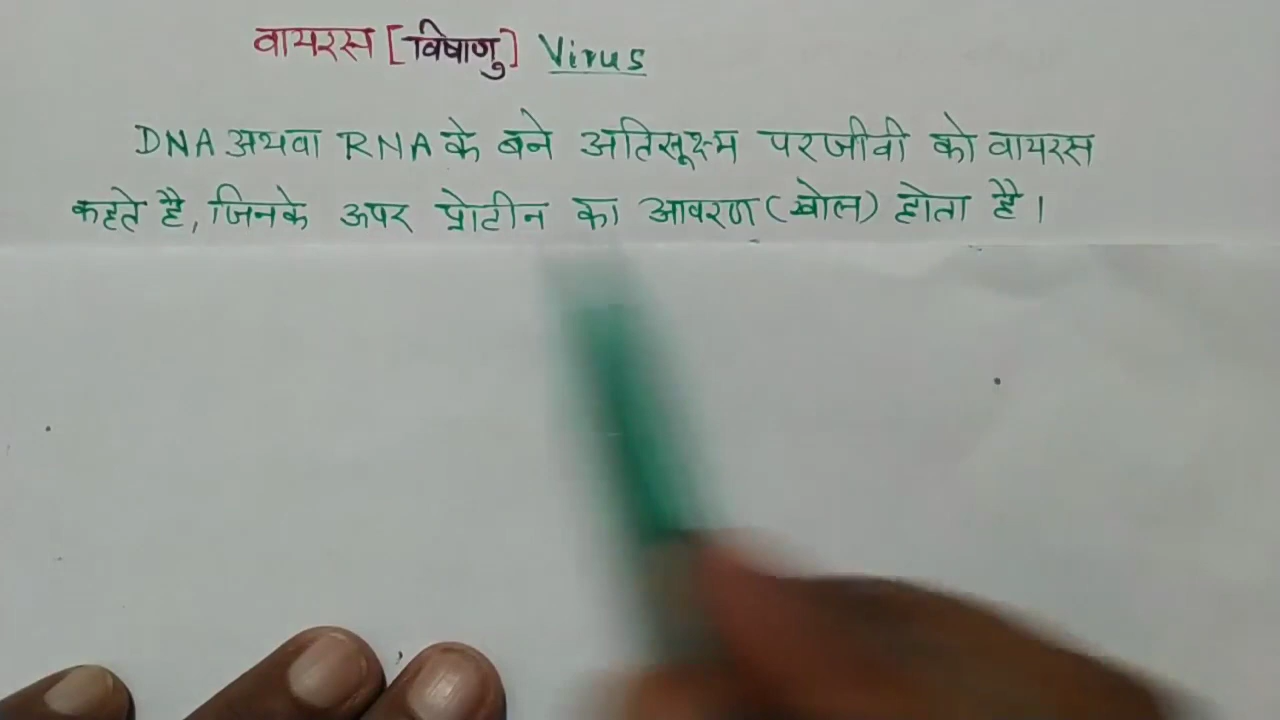 वायरस [विषाणु] Virus
DNA अथवा RNA के बने अतिसूक्ष्म परजीवी को वायरस
कहते है, जिनके ऊपर प्रोटीन का आवरण (खोल) होता है।